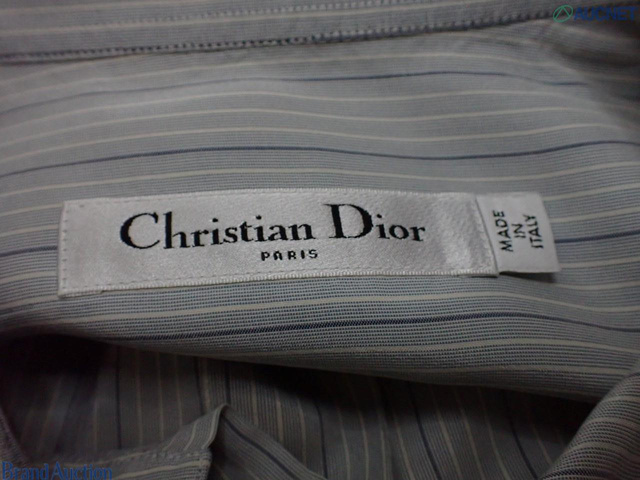 Christian Dior
PARIS
MADE
IN
ITALY
Brand Auction